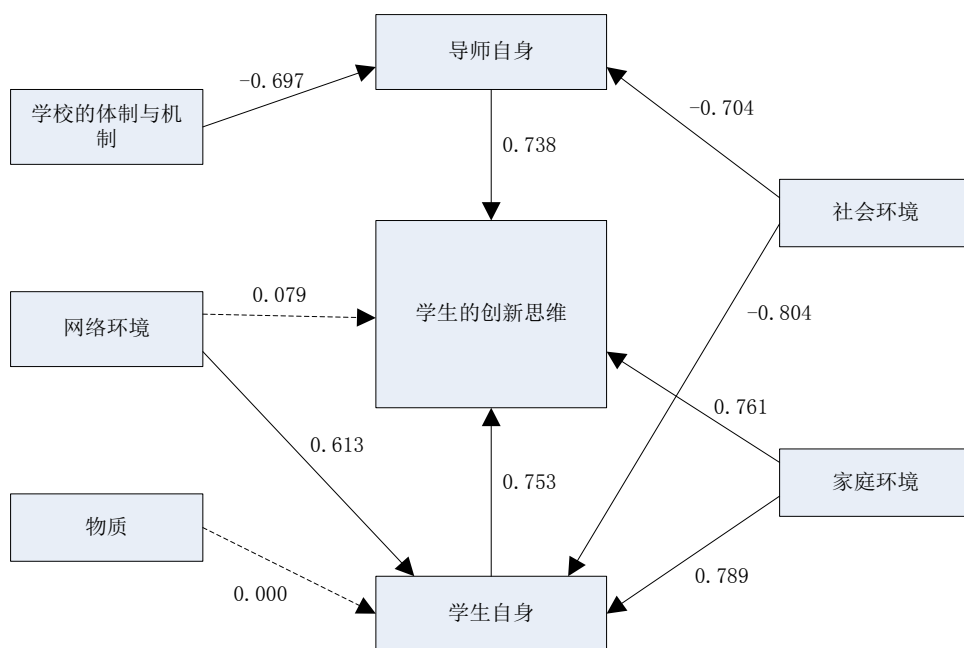 导师自身
-0.697
学校的体制与机
制
-0.704
0.738
社会环境
0.079
学生的创新思维
网络环境
-0.804
0.761
0.613
0.753
家庭环境
物质
0.789
0.000
学生自身